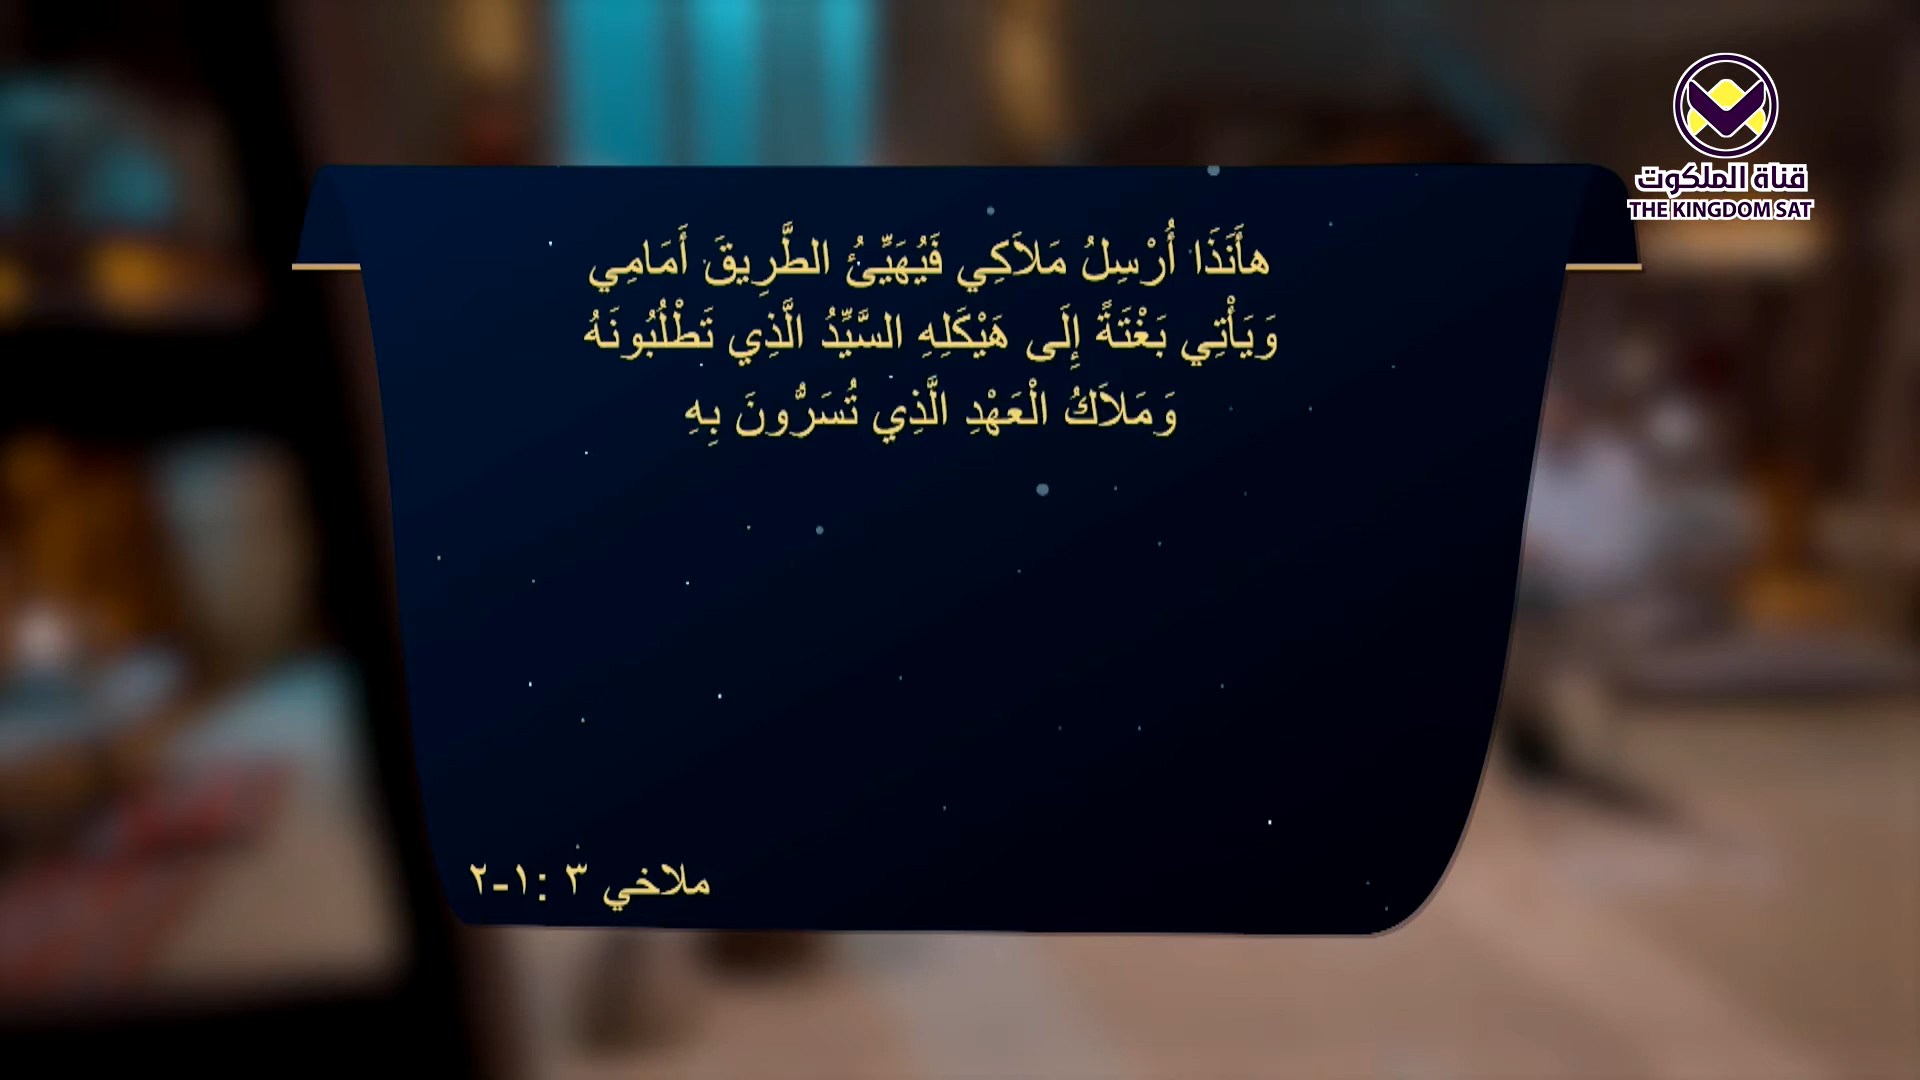 قناة الملكوت
THE KINGDOM SAT
هأَنَذَا أُرْسِلُ مَلاَكِي فَيُهَيِّئُ الطَّرِيقَ أَمَامِي
وَيَأْتِي بَغْتَةً إِلَى هَيْكَلِهِ السَّيِّدُ الَّذِي تَطْلُبُونَهُ
وَمَلاَكُ الْعَهْدِ الَّذِي تُسَرُّونَ بِهِ
ملاخي ٣ :١-٢